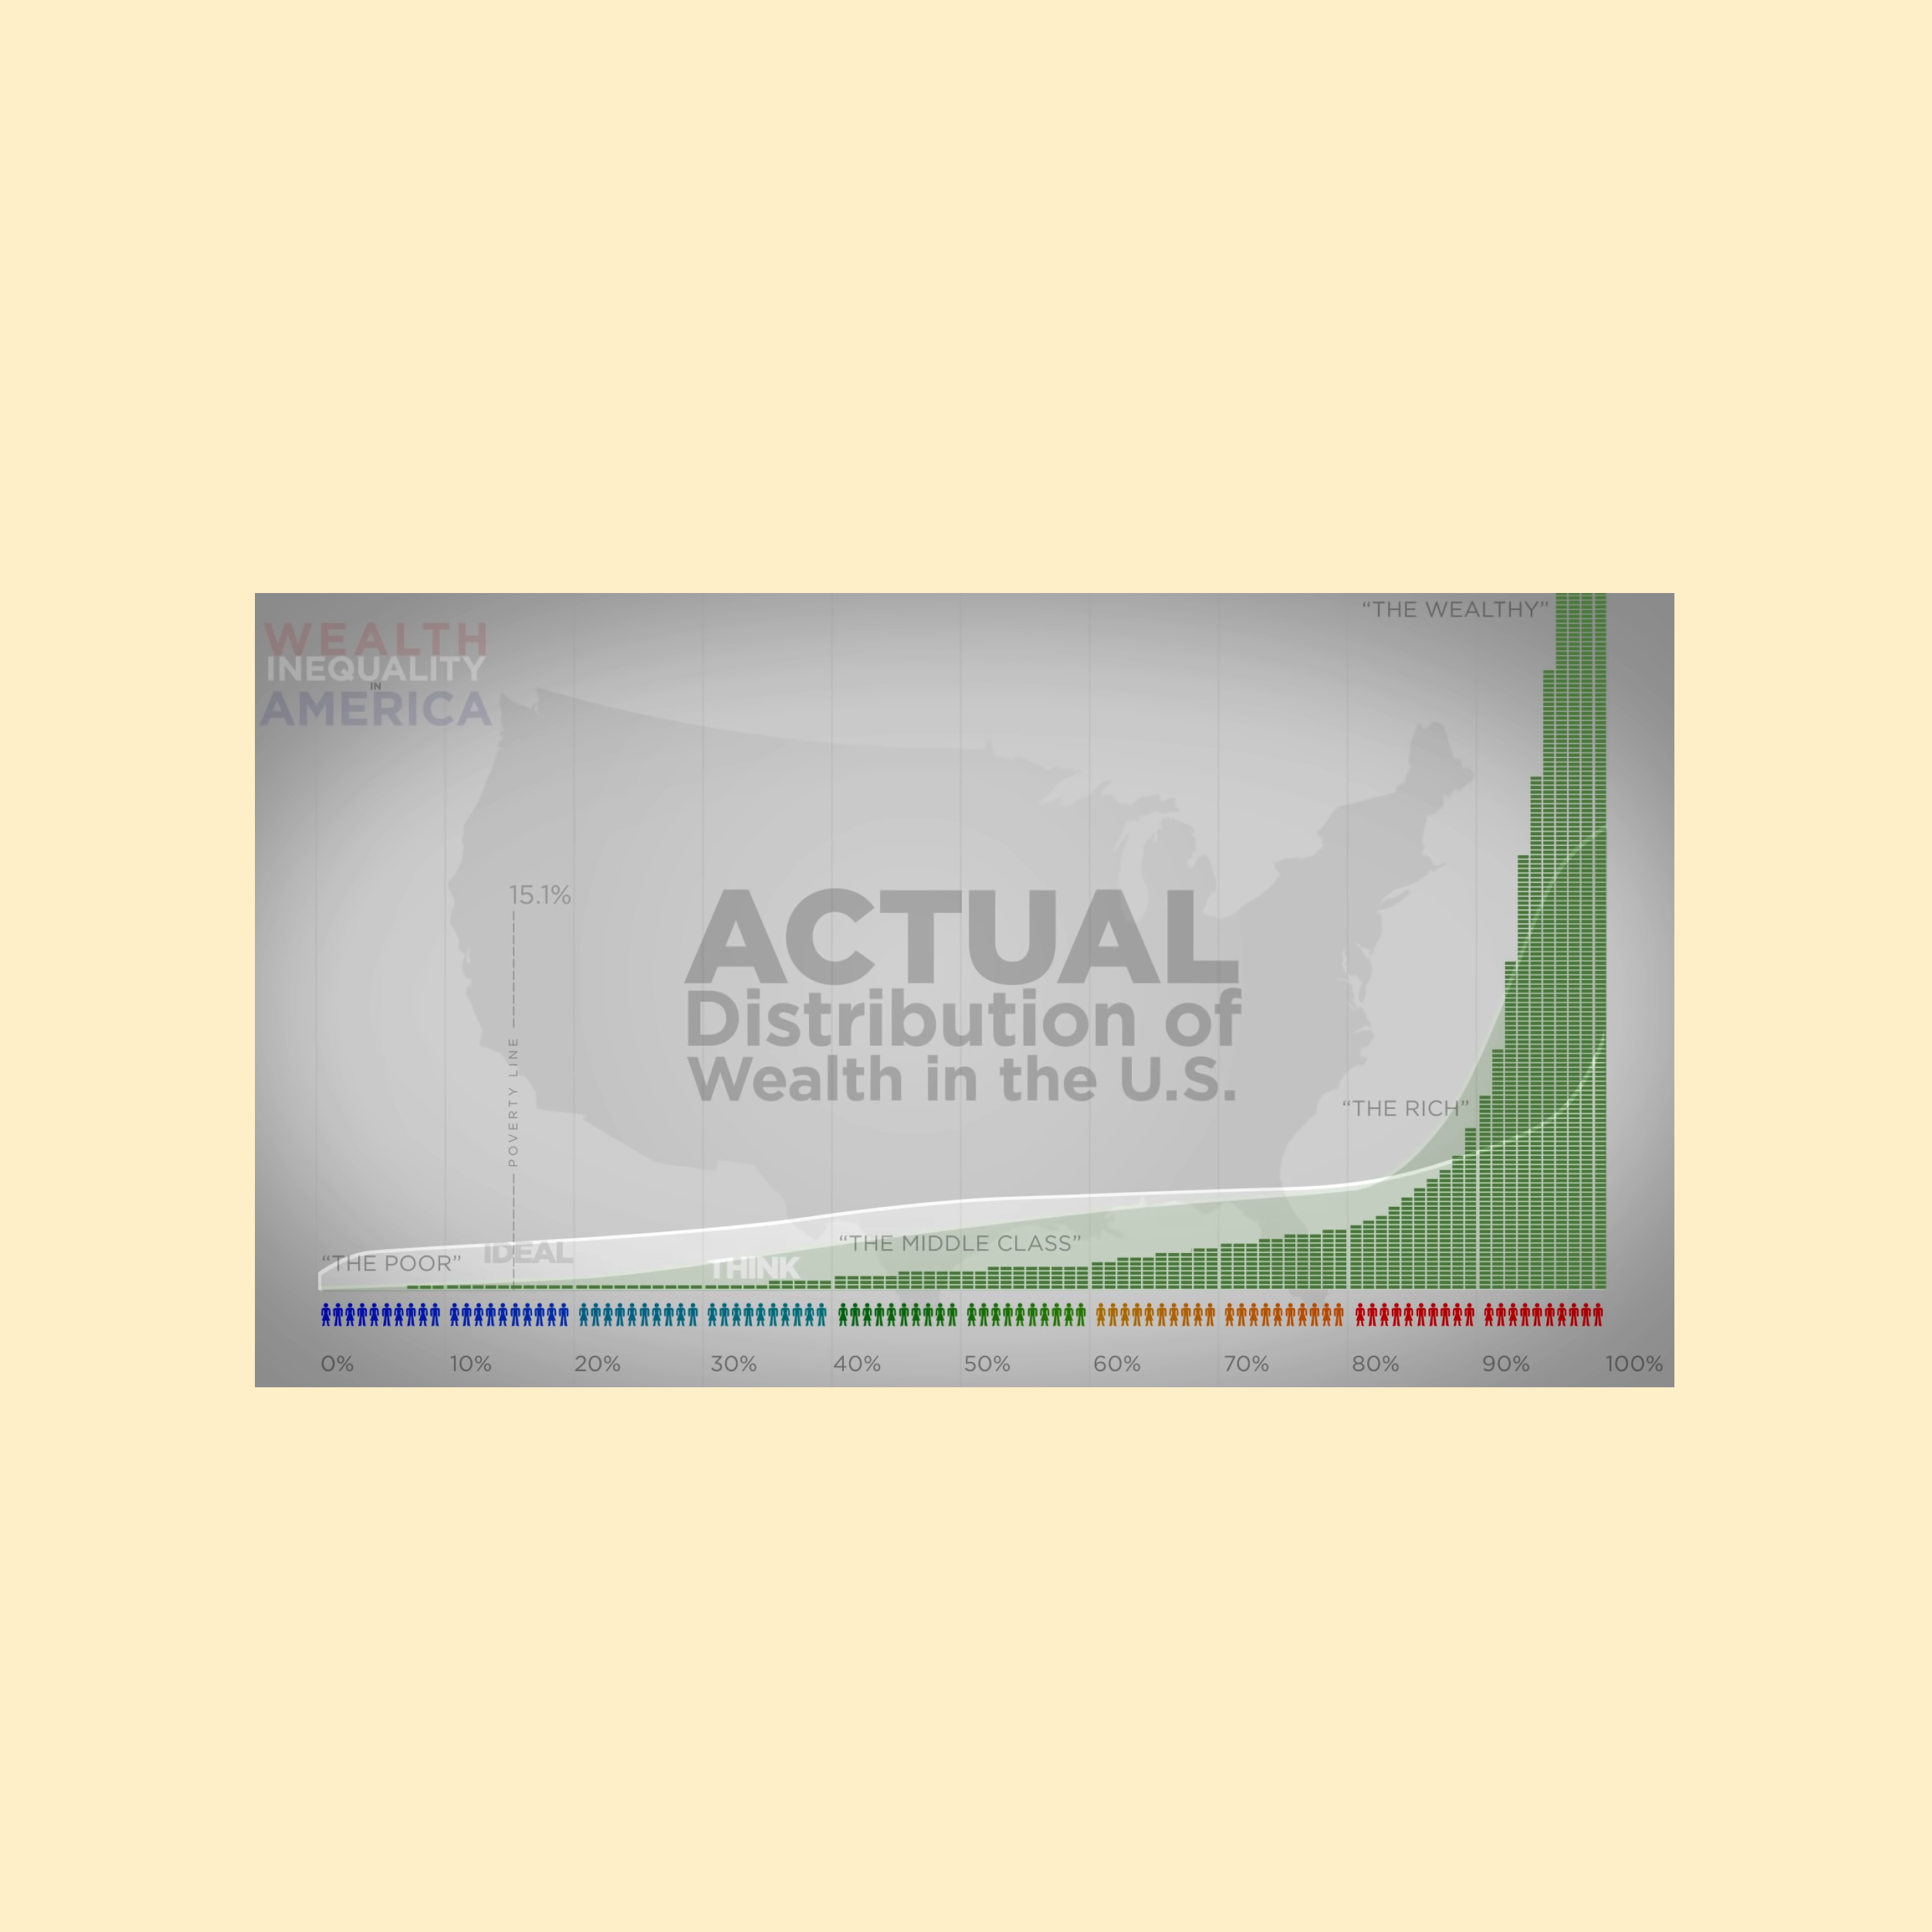 “THE WEALTHY”
WEALTH
INEQUALITY
IN
AMERICA
15.1%
POVERTY LINE
ACTUAL
Distribution of
Wealth in the U.S.
“THE RICH”
“THE MIDDLE CLASS”
“THE POOR”
IDEAL
THINK
0% 10% 20% 30% 40% 50% 60% 70% 80% 90% 100%